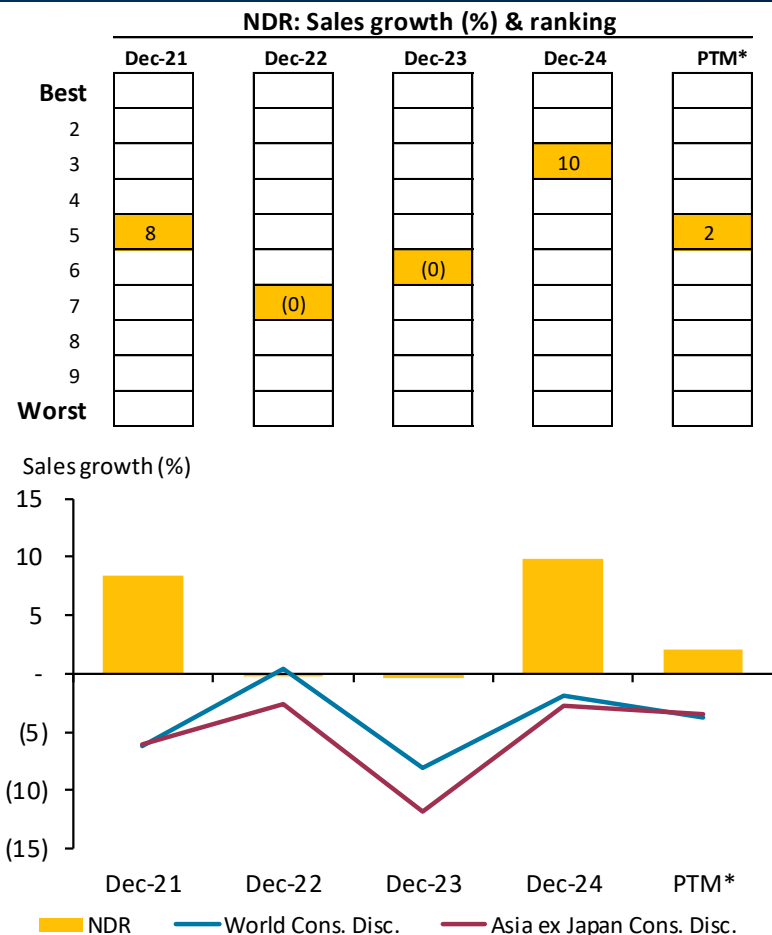 NDR: Sales growth (%) & ranking
Dec-21 Dec-22 Dec-23 Dec-24 PTM*
Best
2
3 10
4
5 8 2
6 (0)
7 (0)
8
9
Worst
Sales growth (%)
15
10
5
-
(5)
(10)
(15)
Dec-21 Dec-22 Dec-23 Dec-24 PTM*
NDR World Cons. Disc. Asia ex Japan Cons. Disc.